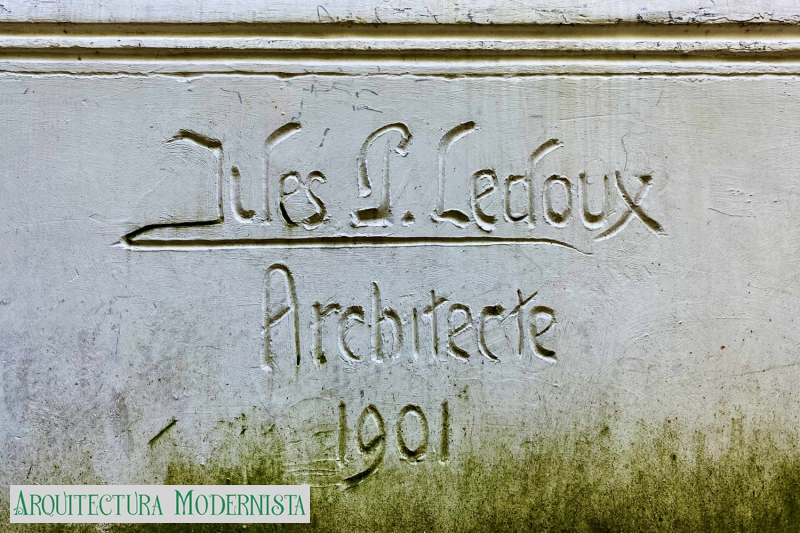 Jules P. Ledoux
Architecte
1901
ARQUITECTURA MODERNISTA